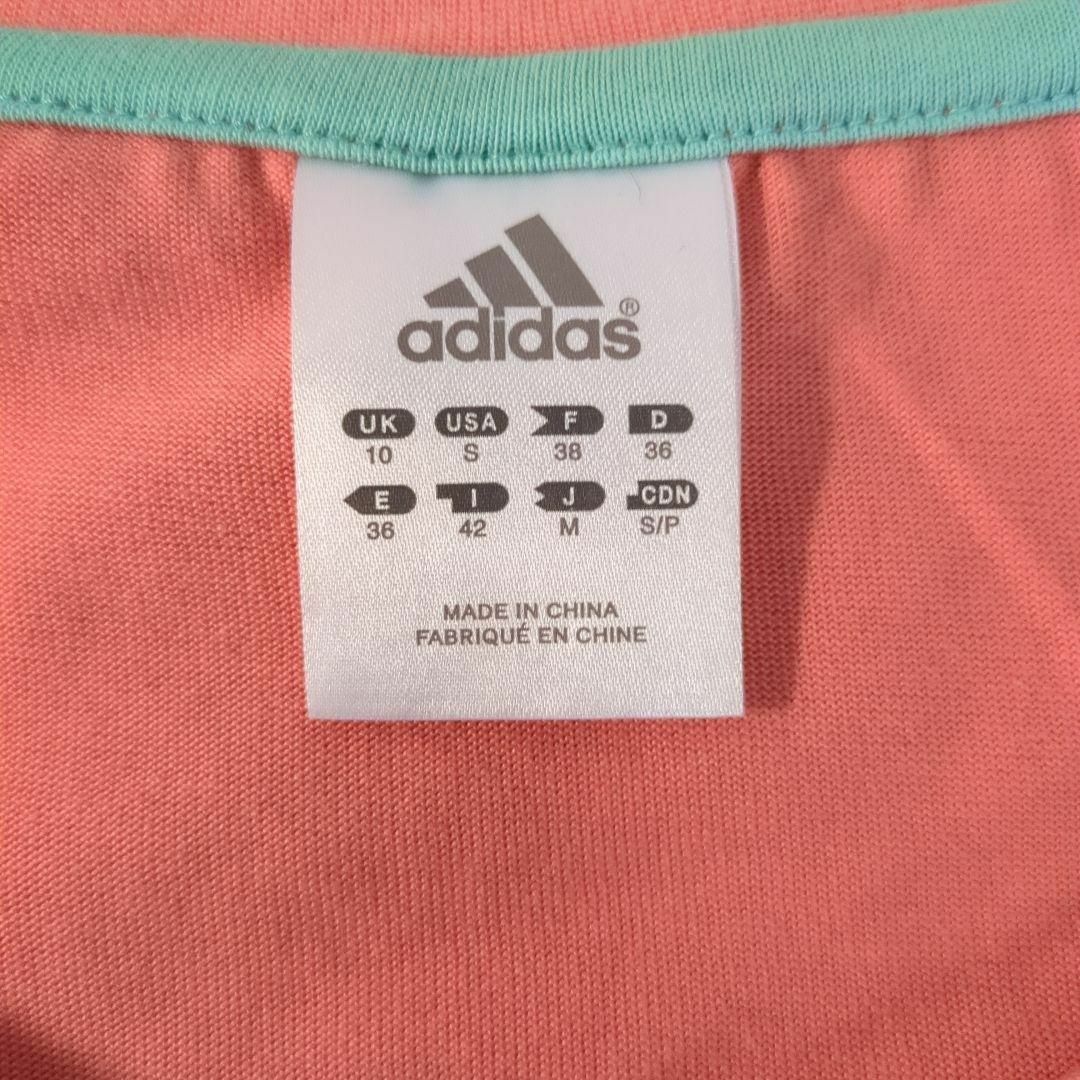 adidas®
UK USA F D
10 S 38 36
E I J CDN
36 42 M S/P
MADE IN CHINA
FABRIQUÉ EN CHINE